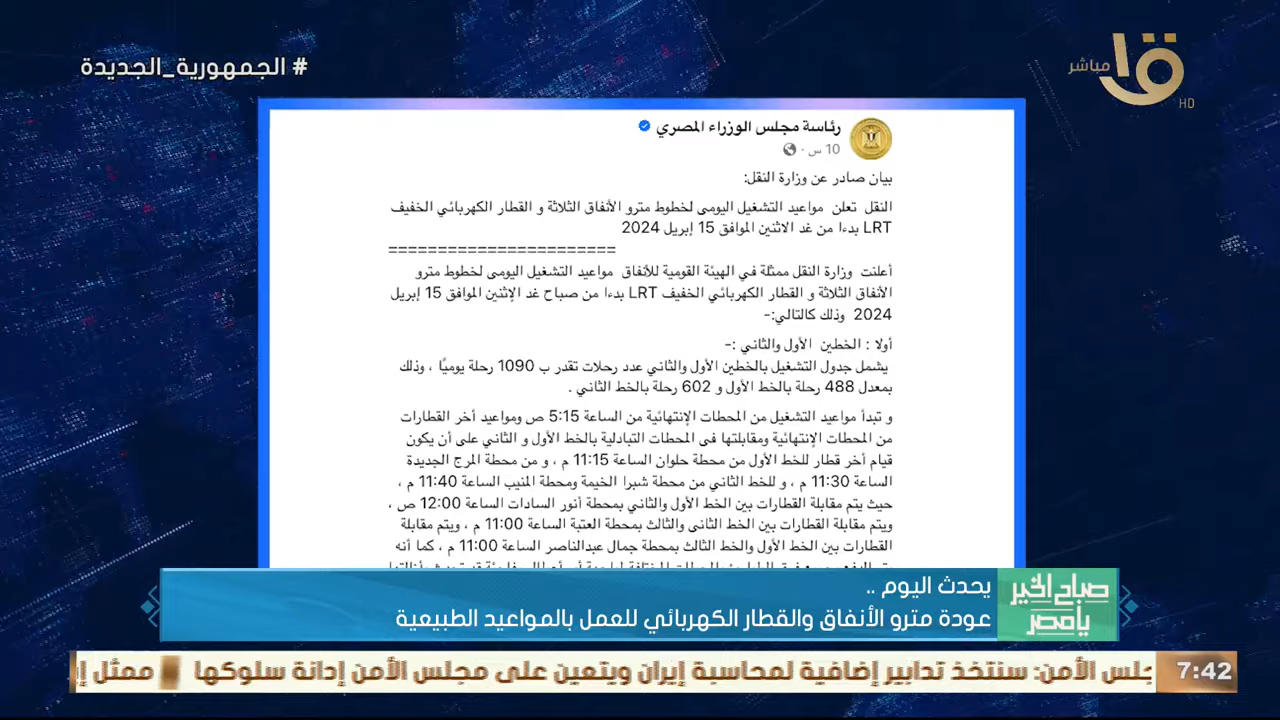 # الجمهورية_الجديدة
مباشر
HD
رئاسة مجلس الوزراء المصري
10 س ·
بيان صادر عن وزارة النقل:
النقل تعلن مواعيد التشغيل اليومى لخطوط مترو الأنفاق الثلاثة و القطار الكهربائي الخفيف
LRT بدءا من غد الاثنين الموافق 15 إبريل 2024
=======================
أعلنت وزارة النقل ممثلة في الهيئة القومية للأنفاق مواعيد التشغيل اليومى لخطوط مترو
الأنفاق الثلاثة و القطار الكهربائي الخفيف LRT بدءا من صباح غد الإثنين الموافق 15 إبريل
2024 وذلك كالتالي:-
أولا : الخطين الأول والثاني :-
يشمل جدول التشغيل بالخطين الأول والثاني عدد رحلات تقدر ب 1090 رحلة يوميًا ، وذلك
بمعدل 488 رحلة بالخط الأول و 602 رحلة بالخط الثاني .
و تبدأ مواعيد التشغيل من المحطات الإنتهائية من الساعة 5:15 ص ومواعيد أخر القطارات
من المحطات الإنتهائية ومقابلتها فى المحطات التبادلية بالخط الأول و الثاني على أن يكون
قيام أخر قطار للخط الأول من محطة حلوان الساعة 11:15 م ، و من محطة المرج الجديدة
الساعة 11:30 م ، و للخط الثاني من محطة شبرا الخيمة ومحطة المنيب الساعة 11:40 م ،
حيث يتم مقابلة القطارات بين الخط الأول والثاني بمحطة أنور السادات الساعة 12:00 ص ،
ويتم مقابلة القطارات بين الخط الثانى والثالث بمحطة العتبة الساعة 11:00 م ، ويتم مقابلة
القطارات بين الخط الأول والخط الثالث بمحطة جمال عبدالناصر الساعة 11:00 م ، كما أنه
صباح الخير
يا مصر
يحدث اليوم ..
عودة مترو الأنفاق والقطار الكهربائي للعمل بالمواعيد الطبيعية
7:42
جلس الأمن: سنتخذ تدابير إضافية لمحاسبة إيران ويتعين على مجلس الأمن إدانة سلوكها ممثل إ